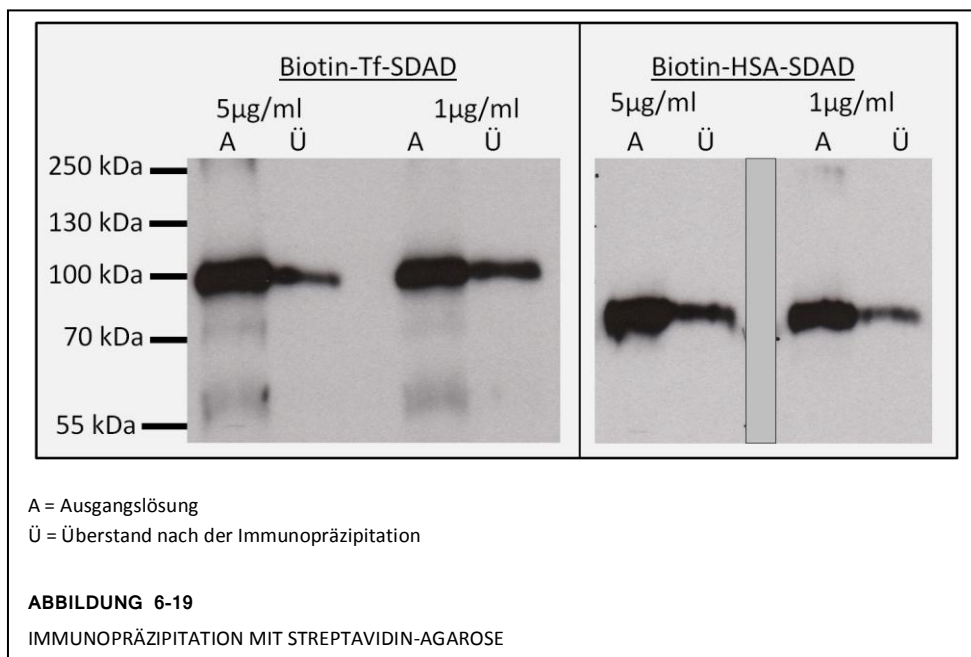 Biotin-Tf-SDAD
5µg/ml 1µg/ml
A Ü A Ü
250 kDa
130 kDa
100 kDa
70 kDa
55 kDa
Biotin-HSA-SDAD
5µg/ml 1µg/ml
A Ü A Ü
A = Ausgangslösung
Ü = Überstand nach der Immunopräzipitation
ABBILDUNG 6-19
IMMUNOPRÄZIPITATION MIT STREPTAVIDIN-AGAROSE